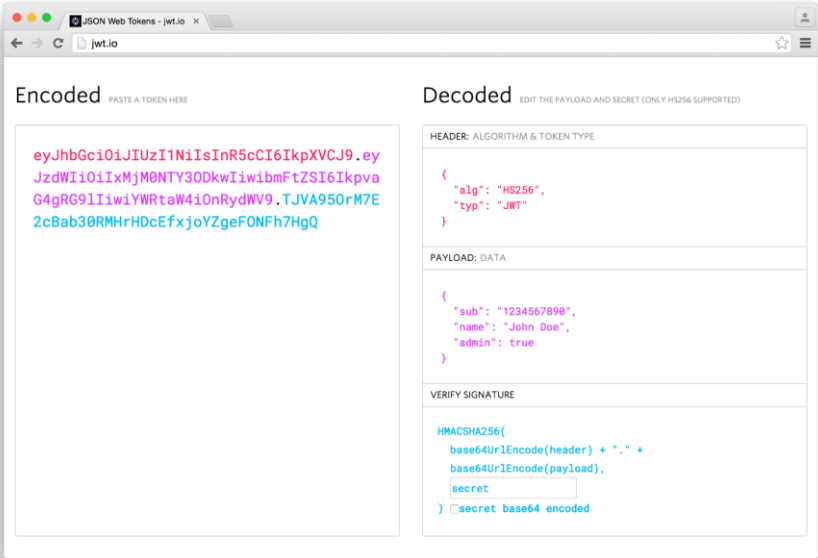 JSON Web Tokens - jwt.io
jwt.io
Encoded PASTE A TOKEN HERE
eyJhbGciOiJIUzI1NiIsInR5cCI6IkpXVCJ9.ey
JzdWIiOiIxMjM0NTY3ODkwIiwibmFtZSI6Ikpva
G4gRG9lIiwiYWRtaW4iOnRydWV9.TJVA95OrM7E
2cBab30RMHrHDcEfxjoYZgeFONFh7HgQ
Decoded EDIT THE PAYLOAD AND SECRET (ONLY HS256 SUPPORTED)
HEADER: ALGORITHM & TOKEN TYPE
{
"alg": "HS256",
"typ": "JWT"
}
PAYLOAD: DATA
{
"sub": "1234567890",
"name": "John Doe",
"admin": true
}
VERIFY SIGNATURE
HMACSHA256(
base64UrlEncode(header) + "." +
base64UrlEncode(payload),
secret
) secret base64 encoded